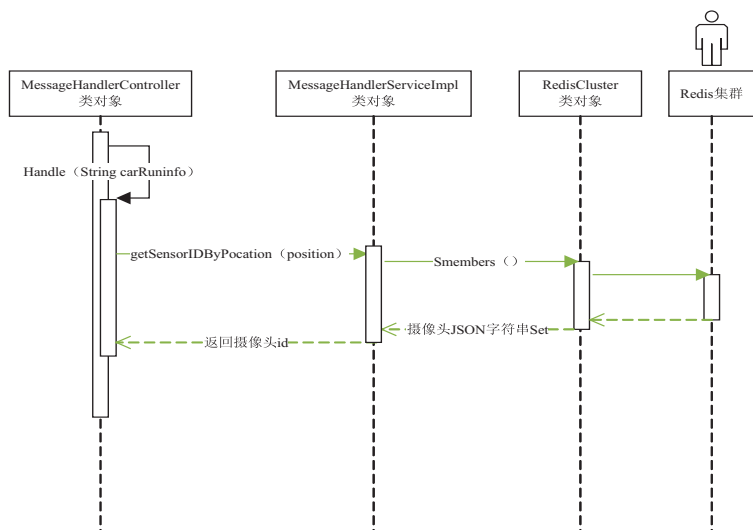 MessageHandlerController
类对象
MessageHandlerServiceImpl
类对象
RedisCluster
类对象
Redis集群
Handle（String carRuninfo）
getSensorIDByPocation（position）
Smembers（）
摄像头JSON字符串Set
返回摄像头id